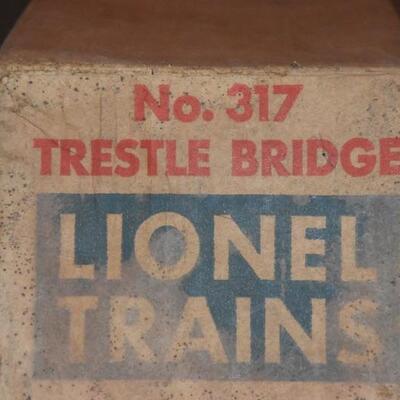 No. 317
TRESTLE BRIDGE
LIONEL
TRAINS